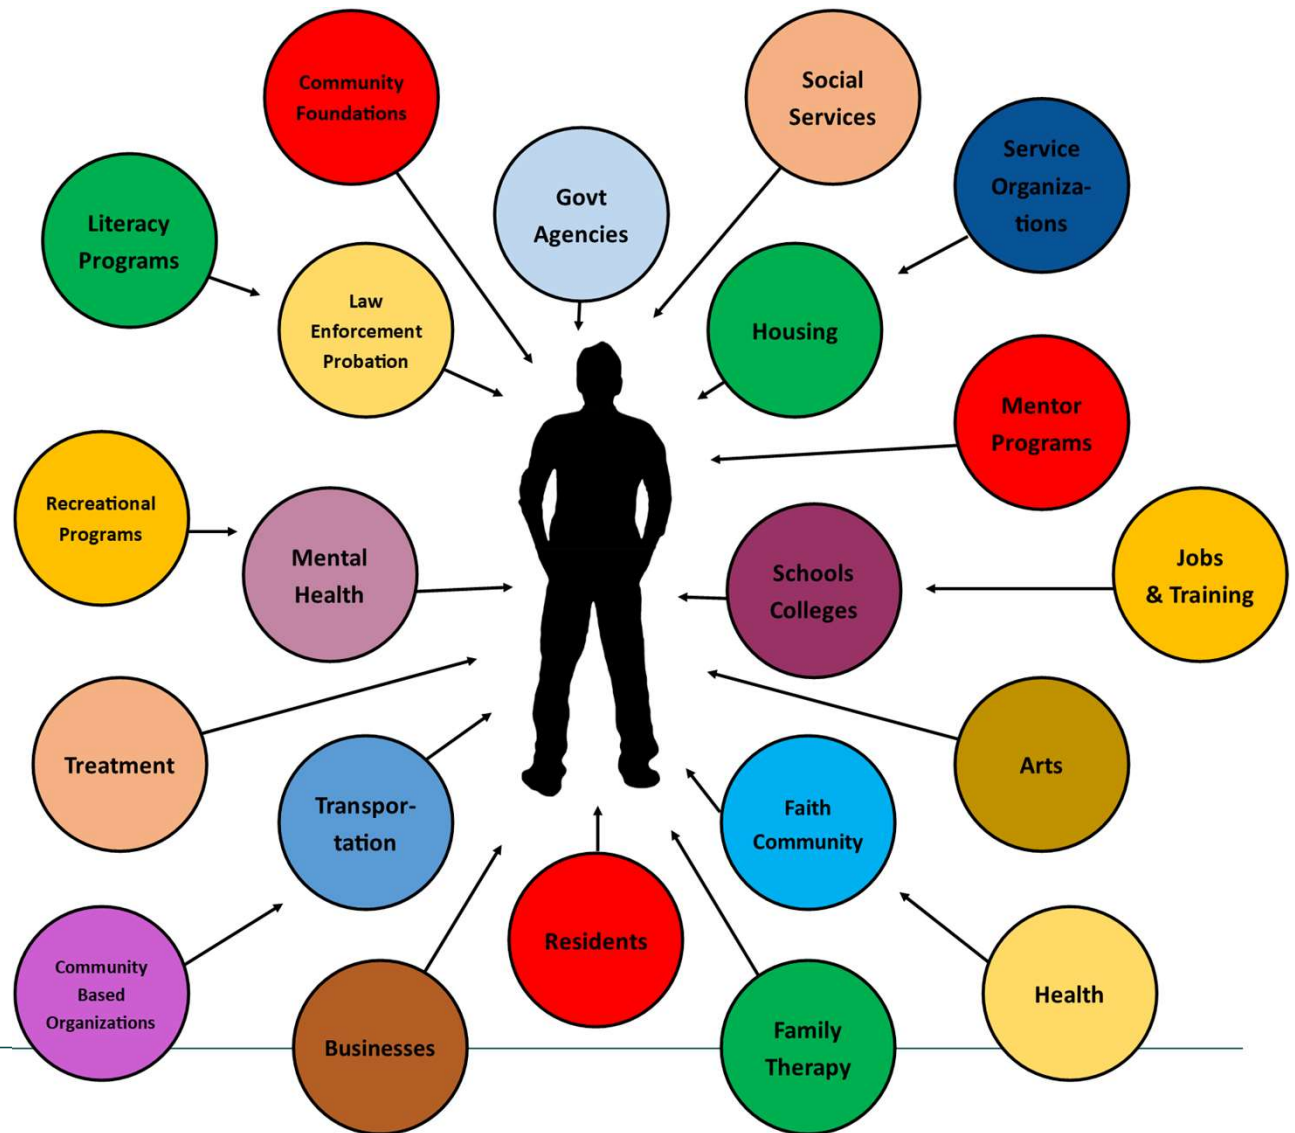 Community
Foundations
Social
Services
Service
Organiza-
tions
Govt
Agencies
Literacy
Programs
Law
Enforcement
Probation
Housing
Mentor
Programs
Recreational
Programs
Mental
Health
Schools
Colleges
Jobs
& Training
Treatment
Transpor-
tation
Faith
Community
Arts
Residents
Community
Based
Organizations
Businesses
Family
Therapy
Health